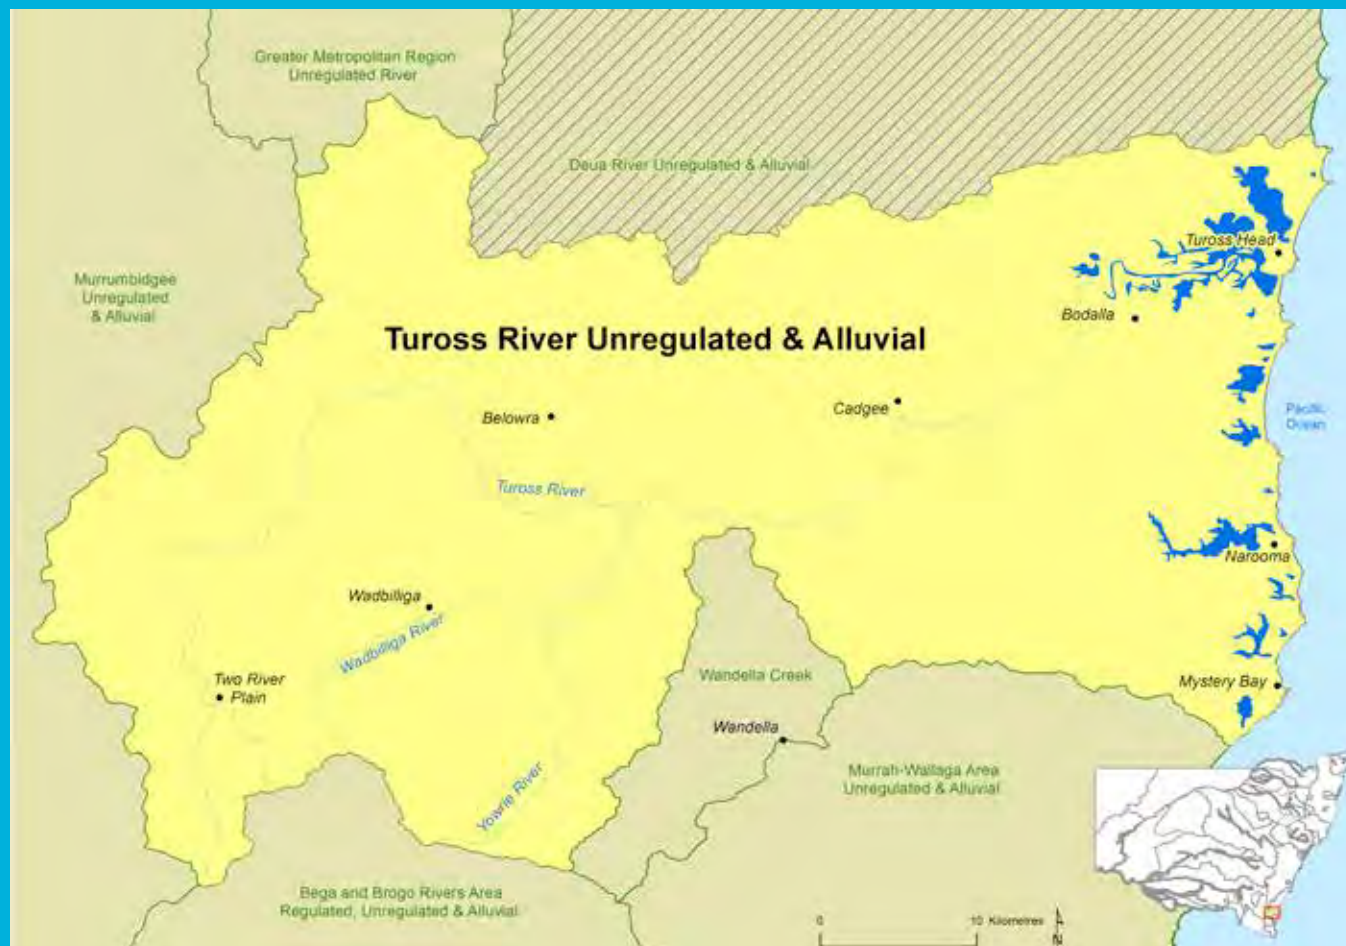 Greater Metropolitan Region
Unregulated River
Deua River Unregulated & Alluvial
Murrumbidgee
Unregulated
& Alluvial
Tuross Head
Bodalla
Tuross River Unregulated & Alluvial
Belowra
Cadgee
Pacific
Ocean
Tuross River
Narooma
Wadbilliga
Wadbilliga River
Two River
Plain
Wandella Creek
Mystery Bay
Wandella
Yowrie River
Murrah-Wallaga Area
Unregulated & Alluvial
Bega and Brogo Rivers Area
Regulated, Unregulated & Alluvial
0 10 Kilometres
N